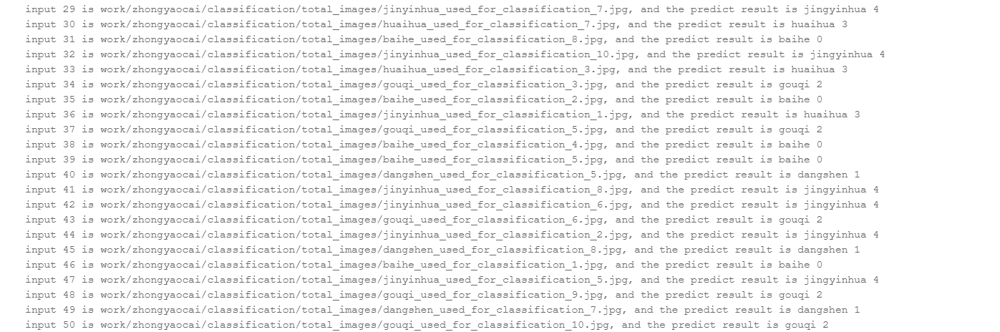 input 29 is work/zhongyaocai/classification/total_images/jinyinhua_used_for_classification_7.jpg, and the predict result is jingyinhua 4
input 30 is work/zhongyaocai/classification/total_images/huaihua_used_for_classification_7.jpg, and the predict result is huaihua 3
input 31 is work/zhongyaocai/classification/total_images/baihe_used_for_classification_8.jpg, and the predict result is baihe 0
input 32 is work/zhongyaocai/classification/total_images/jinyinhua_used_for_classification_10.jpg, and the predict result is jingyinhua 4
input 33 is work/zhongyaocai/classification/total_images/huaihua_used_for_classification_3.jpg, and the predict result is huaihua 3
input 34 is work/zhongyaocai/classification/total_images/gouqi_used_for_classification_3.jpg, and the predict result is gouqi 2
input 35 is work/zhongyaocai/classification/total_images/baihe_used_for_classification_2.jpg, and the predict result is baihe 0
input 36 is work/zhongyaocai/classification/total_images/jinyinhua_used_for_classification_1.jpg, and the predict result is huaihua 3
input 37 is work/zhongyaocai/classification/total_images/gouqi_used_for_classification_5.jpg, and the predict result is gouqi 2
input 38 is work/zhongyaocai/classification/total_images/baihe_used_for_classification_4.jpg, and the predict result is baihe 0
input 39 is work/zhongyaocai/classification/total_images/baihe_used_for_classification_5.jpg, and the predict result is baihe 0
input 40 is work/zhongyaocai/classification/total_images/dangshen_used_for_classification_5.jpg, and the predict result is dangshen 1
input 41 is work/zhongyaocai/classification/total_images/jinyinhua_used_for_classification_8.jpg, and the predict result is jingyinhua 4
input 42 is work/zhongyaocai/classification/total_images/jinyinhua_used_for_classification_6.jpg, and the predict result is jingyinhua 4
input 43 is work/zhongyaocai/classification/total_images/gouqi_used_for_classification_6.jpg, and the predict result is gouqi 2
input 44 is work/zhongyaocai/classification/total_images/jinyinhua_used_for_classification_2.jpg, and the predict result is jingyinhua 4
input 45 is work/zhongyaocai/classification/total_images/dangshen_used_for_classification_8.jpg, and the predict result is dangshen 1
input 46 is work/zhongyaocai/classification/total_images/baihe_used_for_classification_1.jpg, and the predict result is baihe 0
input 47 is work/zhongyaocai/classification/total_images/jinyinhua_used_for_classification_5.jpg, and the predict result is jingyinhua 4
input 48 is work/zhongyaocai/classification/total_images/gouqi_used_for_classification_9.jpg, and the predict result is gouqi 2
input 49 is work/zhongyaocai/classification/total_images/dangshen_used_for_classification_7.jpg, and the predict result is dangshen 1
input 50 is work/zhongyaocai/classification/total_images/gouqi_used_for_classification_10.jpg, and the predict result is gouqi 2